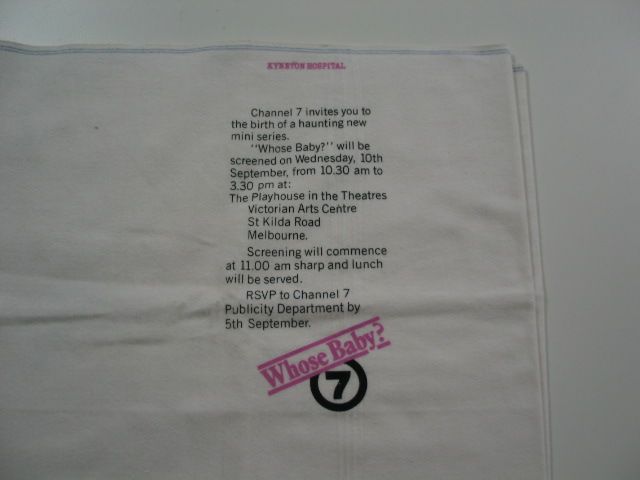 KYNETON HOSPITAL
Channel 7 invites you to
the birth of a haunting new
mini series.
"Whose Baby?" will be
screened on Wednesday, 10th
September, from 10.30 am to
3.30 pm at:
The Playhouse in the Theatres
Victorian Arts Centre
St Kilda Road
Melbourne.
Screening will commence
at 11.00 am sharp and lunch
will be served.
RSVP to Channel 7
Publicity Department by
5th September.
Whose Baby?
7